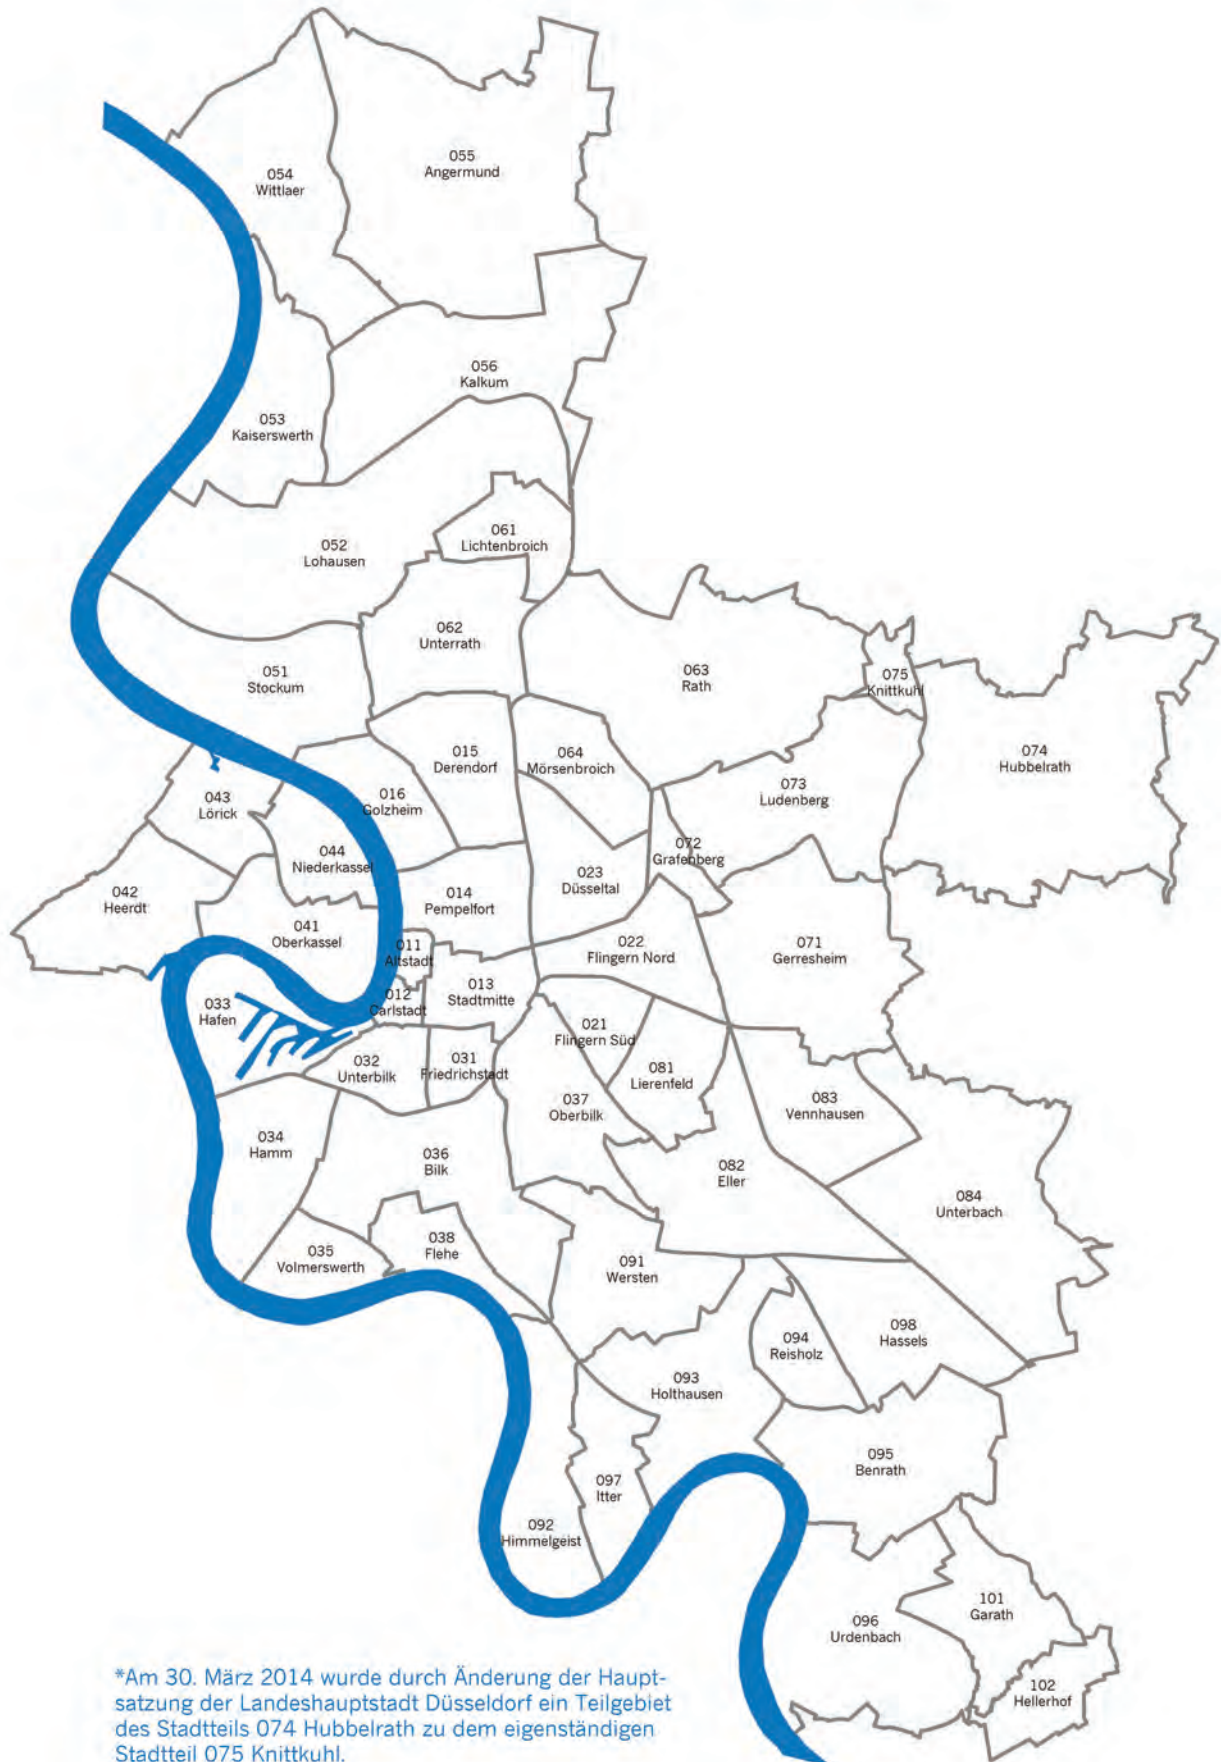 055
Angermund
054
Wittlaer
056
Kalkum
053
Kaiserswerth
061
Lichtenbroich
052
Lohausen
062
Unterrath
063
Rath
075
Knittkuhl
051
Stockum
074
Hubbelrath
015
Derendorf
064
Mörsenbroich
073
Ludenberg
016
Golzheim
043
Lörick
044
Niederkassel
072
Grafenberg
023
Düsseltal
042
Heerdt
014
Pempelfort
041
Oberkassel
011
Altstadt
022
Flingern Nord
071
Gerresheim
013
Stadtmitte
012
Carlstadt
033
Hafen
021
Flingern Süd
032
Unterbilk
031
Friedrichstadt
081
Lierenfeld
037
Oberbilk
083
Vennhausen
034
Hamm
036
Bilk
082
Eller
084
Unterbach
038
Flehe
035
Volmerswerth
091
Wersten
098
Hassels
094
Reisholz
093
Holthausen
095
Benrath
097
Itter
092
Himmelgeist
101
Garath
096
Urdenbach
102
Hellerhof
*Am 30. März 2014 wurde durch Änderung der Haupt-
satzung der Landeshauptstadt Düsseldorf ein Teilgebiet
des Stadtteils 074 Hubbelrath zu dem eigenständigen
Stadtteil 075 Knittkuhl.